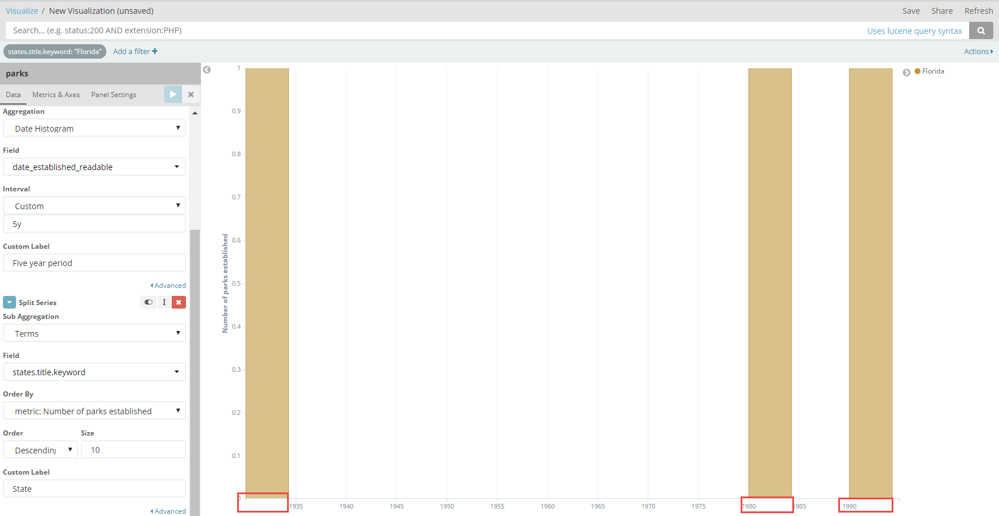 Visualize / New Visualization (unsaved)
Save Share Refresh
Search... (e.g. status:200 AND extension:PHP)
Uses lucene query syntax
states.title.keyword: "Florida"
Add a filter
Actions
parks
Data Metrics & Axes Panel Settings
Aggregation
Date Histogram
Field
date_established_readable
Interval
Custom
5y
Custom Label
Five year period
Advanced
Split Series
Sub Aggregation
Terms
Field
states.title.keyword
Order By
metric: Number of parks established
Order Size
Descending 10
Custom Label
State
Advanced
Number of parks established
1
0.9
0.8
0.7
0.6
0.5
0.4
0.3
0.2
0.1
0
1935 1940 1945 1950 1955 1960 1965 1970 1975 1980 1985 1990
Florida